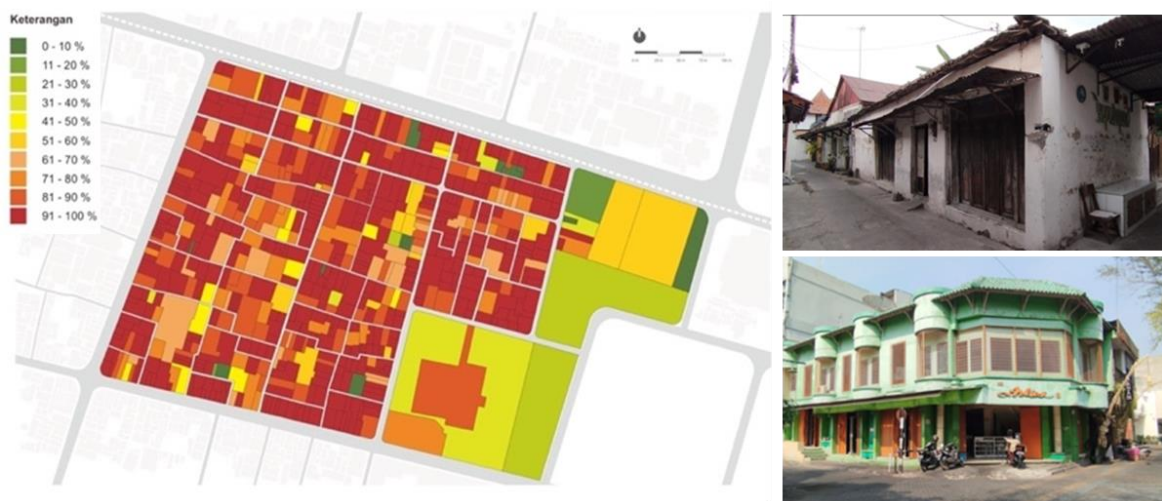 Keterangan
0 - 10 %
11 - 20 %
21 - 30 %
31 - 40 %
41 - 50 %
51 - 60 %
61 - 70 %
71 - 80 %
81 - 90 %
91 - 100 %